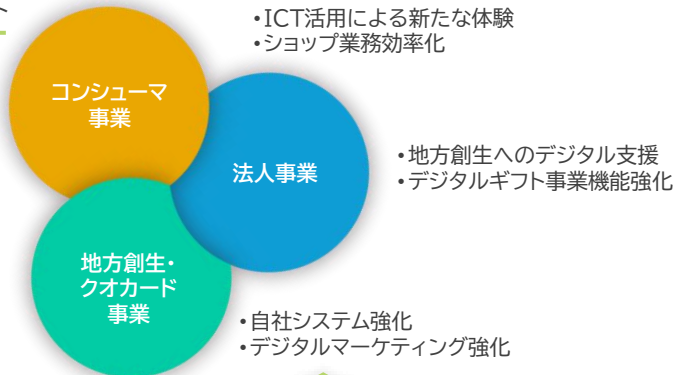 ト
・ICT活用による新たな体験
・ショップ業務効率化
コンシューマ
事業
法人事業
・地方創生へのデジタル支援
・デジタルギフト事業機能強化
地方創生・
クオカード
事業
・自社システム強化
・デジタルマーケティング強化